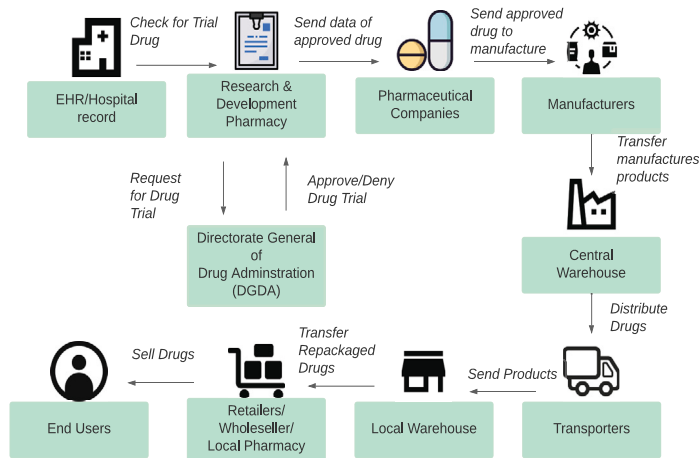 Check for Trial
Drug
Send data of
approved drug
Send approved
drug to
manufacture
EHR/Hospital
record
Research &
Development
Pharmacy
Pharmaceutical
Companies
Manufacturers
Request
for Drug
Trial
Approve/Deny
Drug Trial
Transfer
manufactures
products
Directorate General
of
Drug Adminstration
(DGDA)
Central
Warehouse
Distribute
Drugs
Sell Drugs
Transfer
Repackaged
Drugs
Send Products
End Users
Retailers/
Wholeseller/
Local Pharmacy
Local Warehouse
Transporters